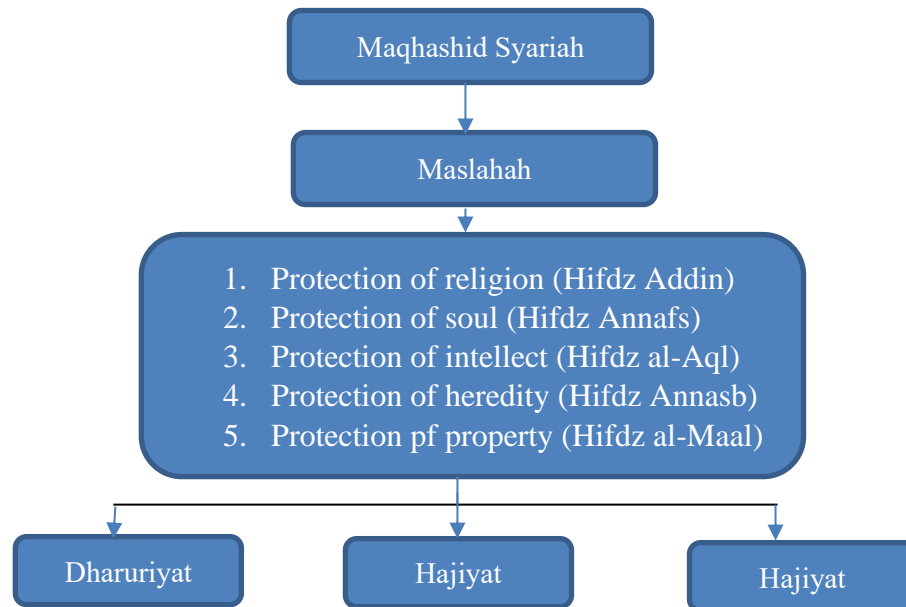 Maqhashid Syariah
Maslahah
1. Protection of religion (Hifdz Addin)
2. Protection of soul (Hifdz Annafs)
3. Protection of intellect (Hifdz al-Aql)
4. Protection of heredity (Hifdz Annasb)
5. Protection pf property (Hifdz al-Maal)
Dharuriyat
Hajiyat
Hajiyat